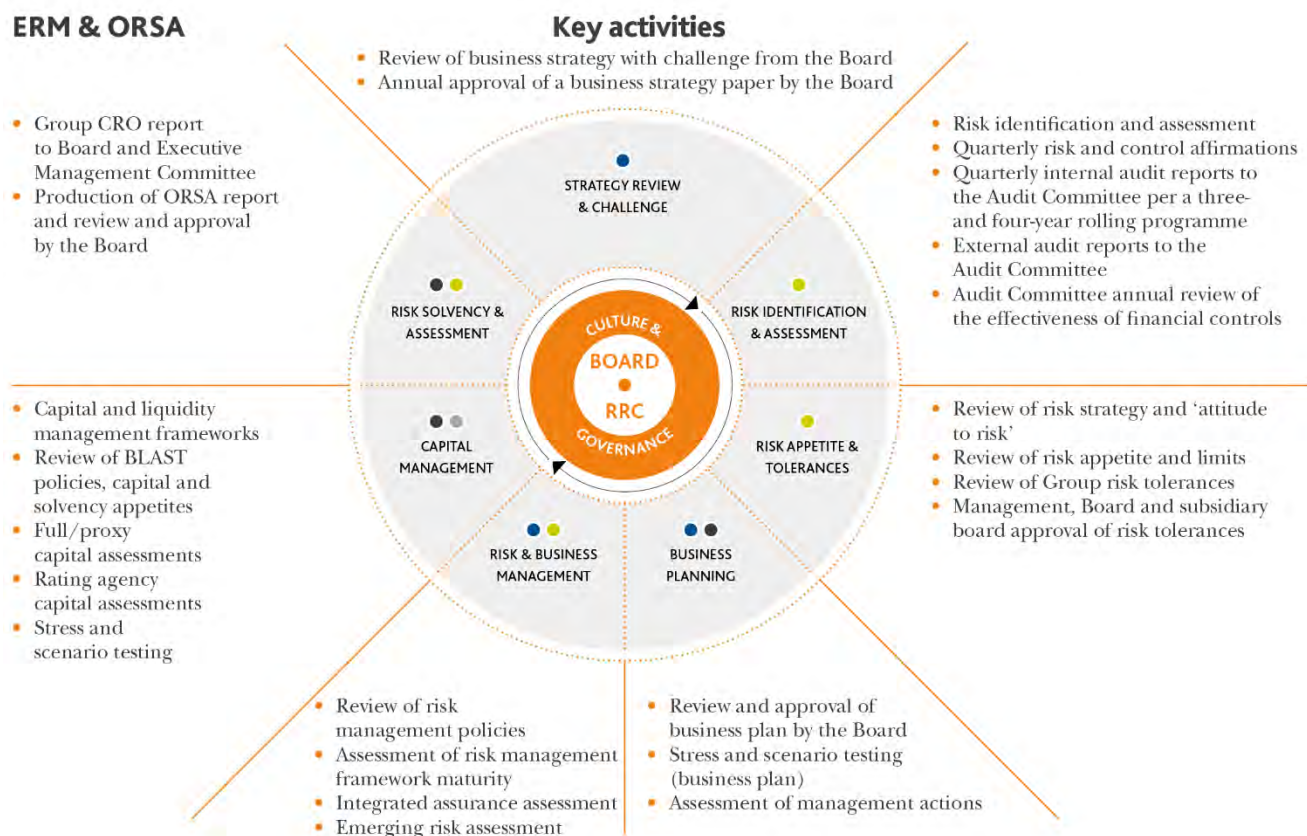 ERM & ORSA
Key activities
• Review of business strategy with challenge from the Board
• Annual approval of a business strategy paper by the Board
• Group CRO report
to Board and Executive
Management Committee
• Production of ORSA report
and review and approval
by the Board
• Risk identification and assessment
• Quarterly risk and control affirmations
• Quarterly internal audit reports to
the Audit Committee per a three-
and four-year rolling programme
• External audit reports to the
Audit Committee
• Audit Committee annual review of
the effectiveness of financial controls
STRATEGY REVIEW
& CHALLENGE
RISK SOLVENCY &
ASSESSMENT
RISK IDENTIFICATION
& ASSESSMENT
CULTURE &
BOARD
RRC
GOVERNANCE
CAPITAL
MANAGEMENT
RISK APPETITE &
TOLERANCES
RISK & BUSINESS
MANAGEMENT
BUSINESS
PLANNING
• Capital and liquidity
management frameworks
• Review of BLAST
policies, capital and
solvency appetites
• Full/proxy
capital assessments
• Rating agency
capital assessments
• Stress and
scenario testing
• Review of risk strategy and ‘attitude
to risk’
• Review of risk appetite and limits
• Review of Group risk tolerances
• Management, Board and subsidiary
board approval of risk tolerances
• Review of risk
management policies
• Assessment of risk management
framework maturity
• Integrated assurance assessment
• Emerging risk assessment
• Review and approval of
business plan by the Board
• Stress and scenario testing
(business plan)
• Assessment of management actions